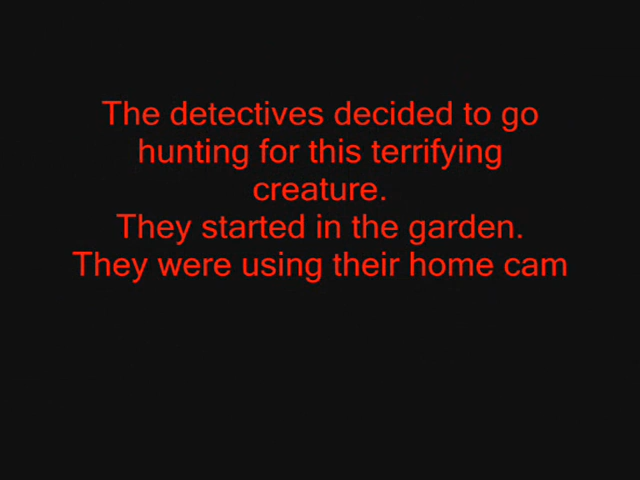 The detectives decided to go
hunting for this terrifying
creature.
They started in the garden.
They were using their home cam